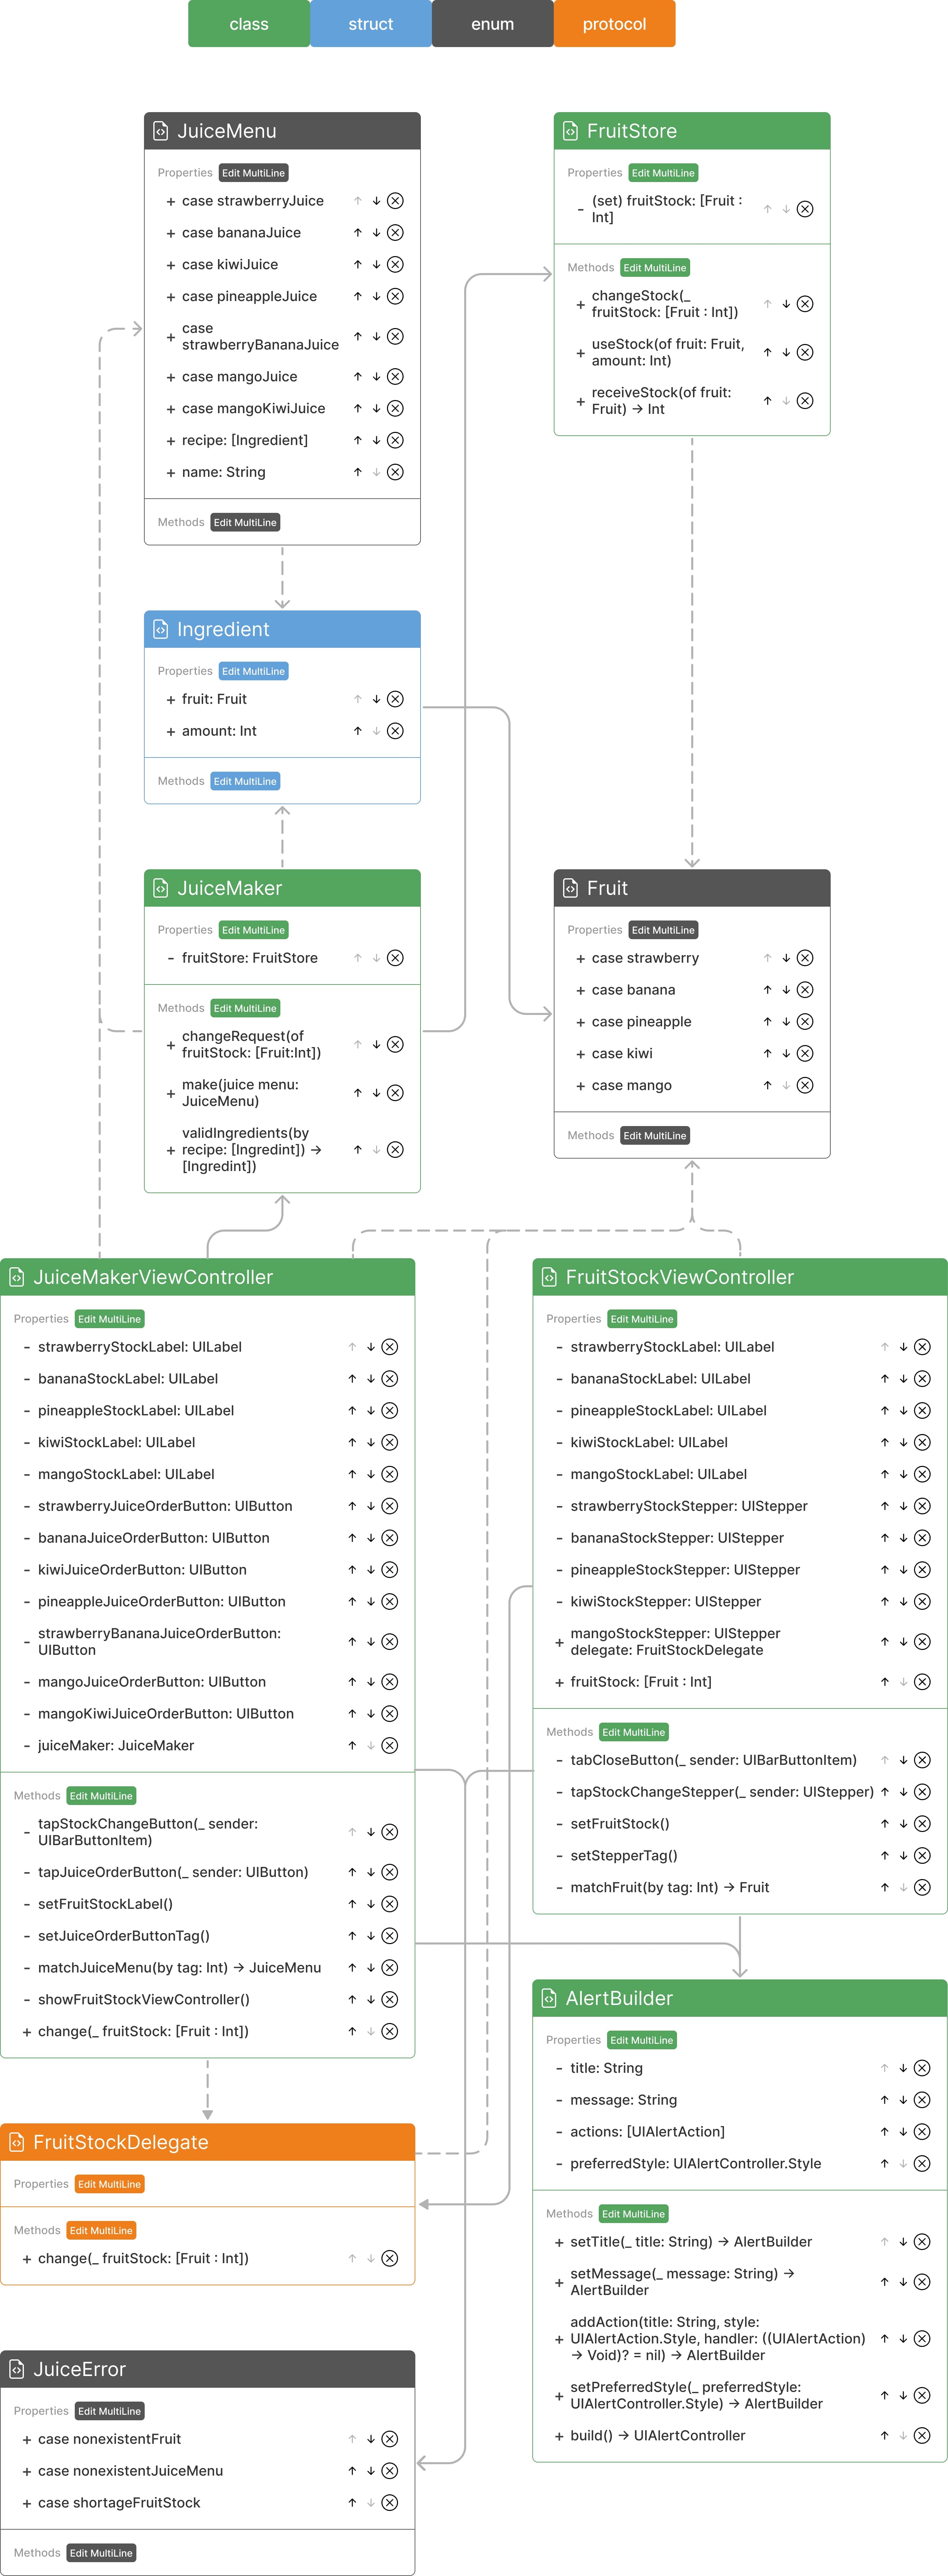 class
struct
enum
protocol
JuiceMenu
Properties Edit MultiLine
+ case strawberryJuice
+ case bananaJuice
+ case kiwiJuice
+ case pineappleJuice
+ case
strawberryBananaJuice
+ case mangoJuice
+ case mangoKiwiJuice
+ recipe: [Ingredient]
+ name: String
Methods Edit MultiLine
FruitStore
Properties Edit MultiLine
- (set) fruitStock: [Fruit :
Int]
Methods Edit MultiLine
+ changeStock(_
fruitStock: [Fruit : Int])
+ useStock(of fruit: Fruit,
amount: Int)
+ receiveStock(of fruit:
Fruit) → Int
Ingredient
Properties Edit MultiLine
+ fruit: Fruit
+ amount: Int
Methods Edit MultiLine
JuiceMaker
Properties Edit MultiLine
- fruitStore: FruitStore
Methods Edit MultiLine
+ changeRequest(of
fruitStock: [Fruit:Int])
+ make(juice menu:
JuiceMenu)
+ validIngredients(by
recipe: [Ingredint]) →
[Ingredint])
Fruit
Properties Edit MultiLine
+ case strawberry
+ case banana
+ case pineapple
+ case kiwi
+ case mango
Methods Edit MultiLine
JuiceMakerViewController
Properties Edit MultiLine
- strawberryStockLabel: UILabel
- bananaStockLabel: UILabel
- pineappleStockLabel: UILabel
- kiwiStockLabel: UILabel
- mangoStockLabel: UILabel
- strawberryJuiceOrderButton: UIButton
- bananaJuiceOrderButton: UIButton
- kiwiJuiceOrderButton: UIButton
- pineappleJuiceOrderButton: UIButton
- strawberryBananaJuiceOrderButton:
UIButton
- mangoJuiceOrderButton: UIButton
- mangoKiwiJuiceOrderButton: UIButton
- juiceMaker: JuiceMaker
Methods Edit MultiLine
- tapStockChangeButton(_ sender:
UIBarButtonItem)
- tapJuiceOrderButton(_ sender: UIButton)
- setFruitStockLabel()
- setJuiceOrderButtonTag()
- matchJuiceMenu(by tag: Int) → JuiceMenu
- showFruitStockViewController()
+ change(_ fruitStock: [Fruit : Int])
FruitStockViewController
Properties Edit MultiLine
- strawberryStockLabel: UILabel
- bananaStockLabel: UILabel
- pineappleStockLabel: UILabel
- kiwiStockLabel: UILabel
- mangoStockLabel: UILabel
- strawberryStockStepper: UIStepper
- bananaStockStepper: UIStepper
- pineappleStockStepper: UIStepper
- kiwiStockStepper: UIStepper
+ mangoStockStepper: UIStepper
delegate: FruitStockDelegate
+ fruitStock: [Fruit : Int]
Methods Edit MultiLine
- tabCloseButton(_ sender: UIBarButtonItem)
- tapStockChangeStepper(_ sender: UIStepper)
- setFruitStock()
- setStepperTag()
- matchFruit(by tag: Int) → Fruit
FruitStockDelegate
Properties Edit MultiLine
Methods Edit MultiLine
+ change(_ fruitStock: [Fruit : Int])
AlertBuilder
Properties Edit MultiLine
- title: String
- message: String
- actions: [UIAlertAction]
- preferredStyle: UIAlertController.Style
Methods Edit MultiLine
+ setTitle(_ title: String) → AlertBuilder
+ setMessage(_ message: String) →
AlertBuilder
+ addAction(title: String, style:
UIAlertAction.Style, handler: ((UIAlertAction)
→ Void)? = nil) → AlertBuilder
+ setPreferredStyle(_ preferredStyle:
UIAlertController.Style) → AlertBuilder
+ build() → UIAlertController
JuiceError
Properties Edit MultiLine
+ case nonexistentFruit
+ case nonexistentJuiceMenu
+ case shortageFruitStock
Methods Edit MultiLine